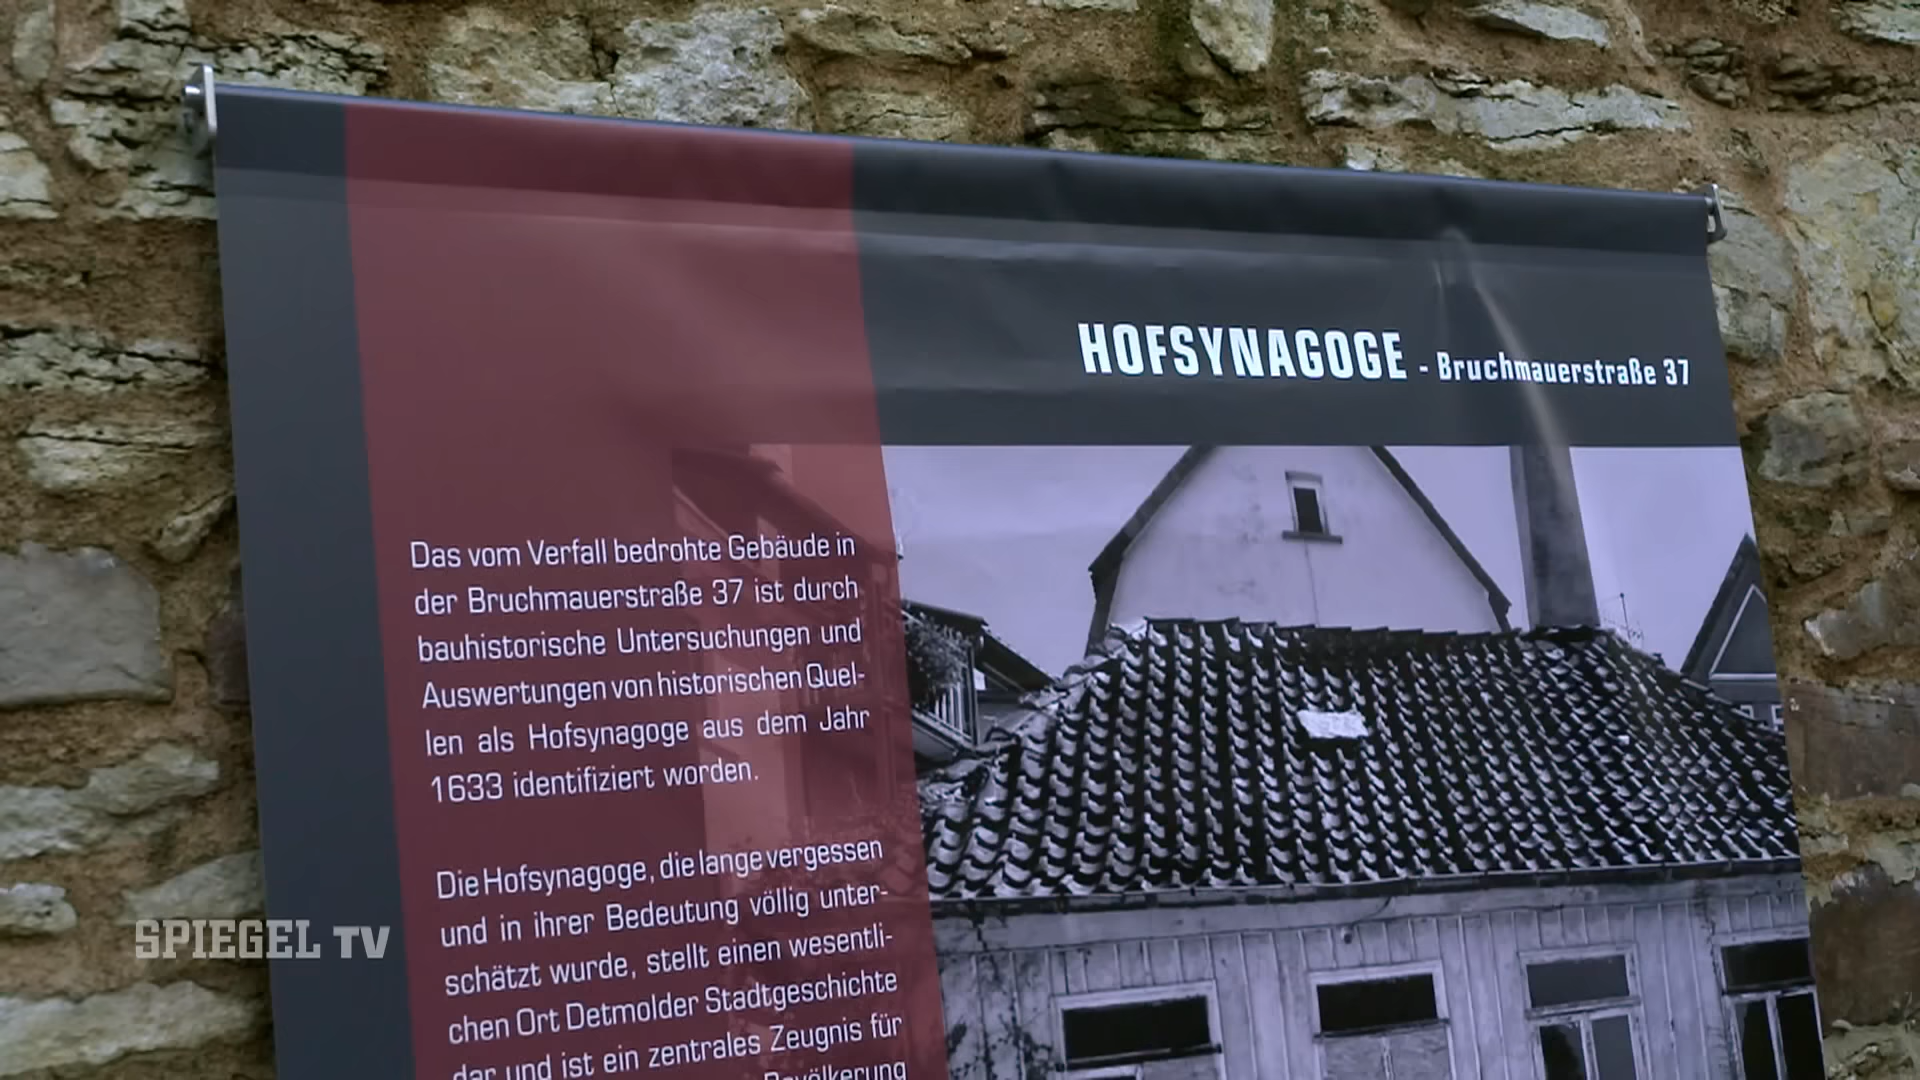 HOFSYNAGOGE - Bruchmauerstraße 37
Das vom Verfall bedrohte Gebäude in
der Bruchmauerstraße 37 ist durch
bauhistorische Untersuchungen und
Auswertungen von historischen Quel-
len als Hofsynagoge aus dem Jahr
1633 identifiziert worden.
Die Hofsynagoge, die lange vergessen
und in ihrer Bedeutung völlig unter-
schätzt wurde, stellt einen wesentli-
chen Ort Detmolder Stadtgeschichte
dar und ist ein zentrales Zeugnis für
Bevölkerung
SPIEGEL TV